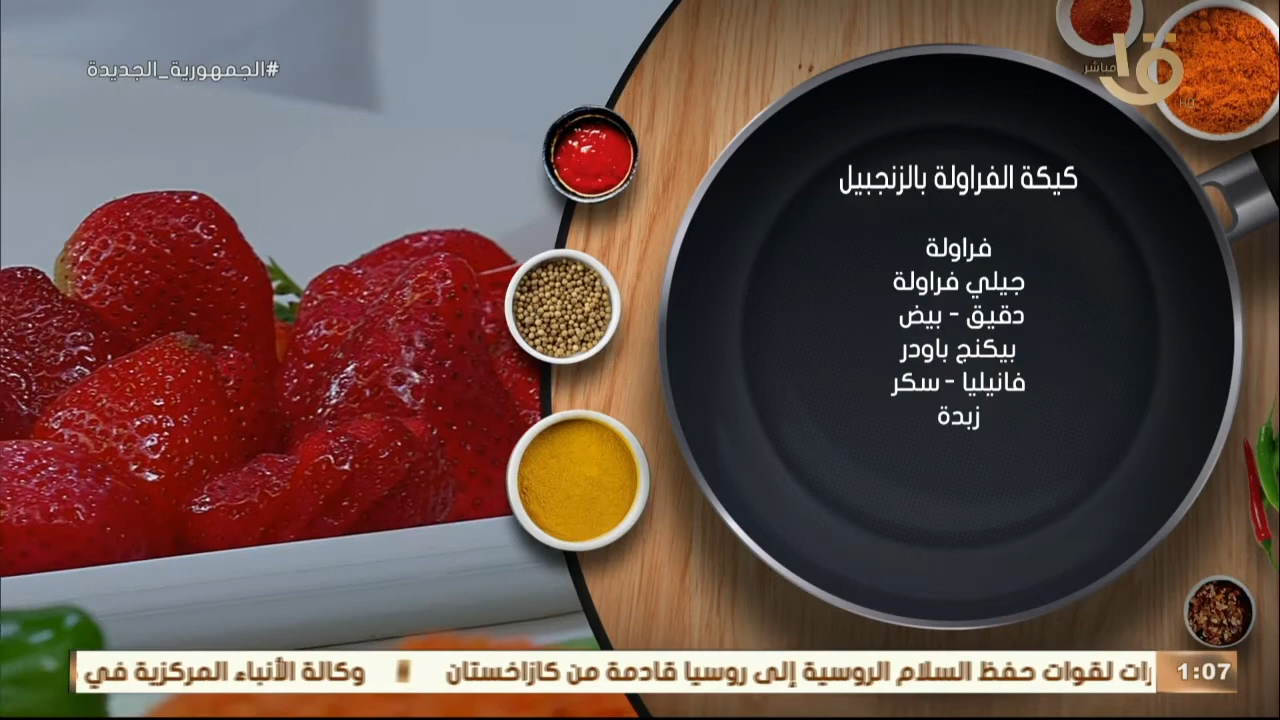 #الجمهورية_الجديدة
مباشر
HD
كيكة الفراولة بالزنجبيل
فراولة
جيلي فراولة
دقيق - بيض
بيكنج باودر
فانيليا - سكر
زبدة
1:07
رات لقوات حفظ السلام الروسية إلى روسيا قادمة من كازاخستان
وكالة الأنباء المركزية في